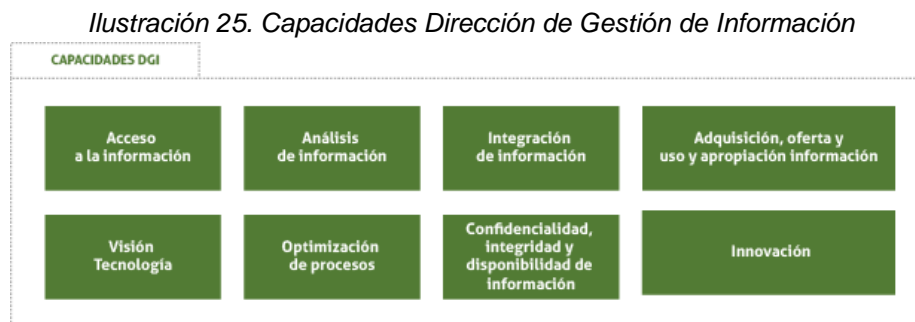 Ilustración 25. Capacidades Dirección de Gestión de Información
CAPACIDADES DGI
Acceso
a la información
Análisis
de información
Integración
de información
Adquisición, oferta y
uso y apropiación información
Visión
Tecnología
Optimización
de procesos
Confidencialidad,
integridad y
disponibilidad de
información
Innovación